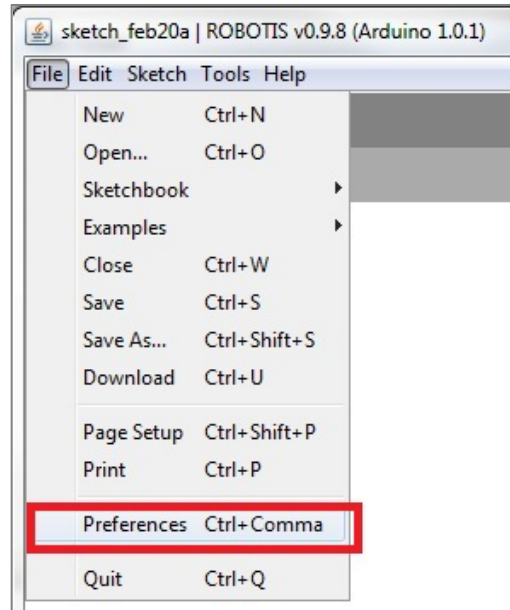 sketch_feb20a | ROBOTIS v0.9.8 (Arduino 1.0.1)
File Edit Sketch Tools Help
New Ctrl+N
Open... Ctrl+O
Sketchbook
Examples
Close Ctrl+W
Save Ctrl+S
Save As... Ctrl+Shift+S
Download Ctrl+U
Page Setup Ctrl+Shift+P
Print Ctrl+P
Preferences Ctrl+Comma
Quit Ctrl+Q